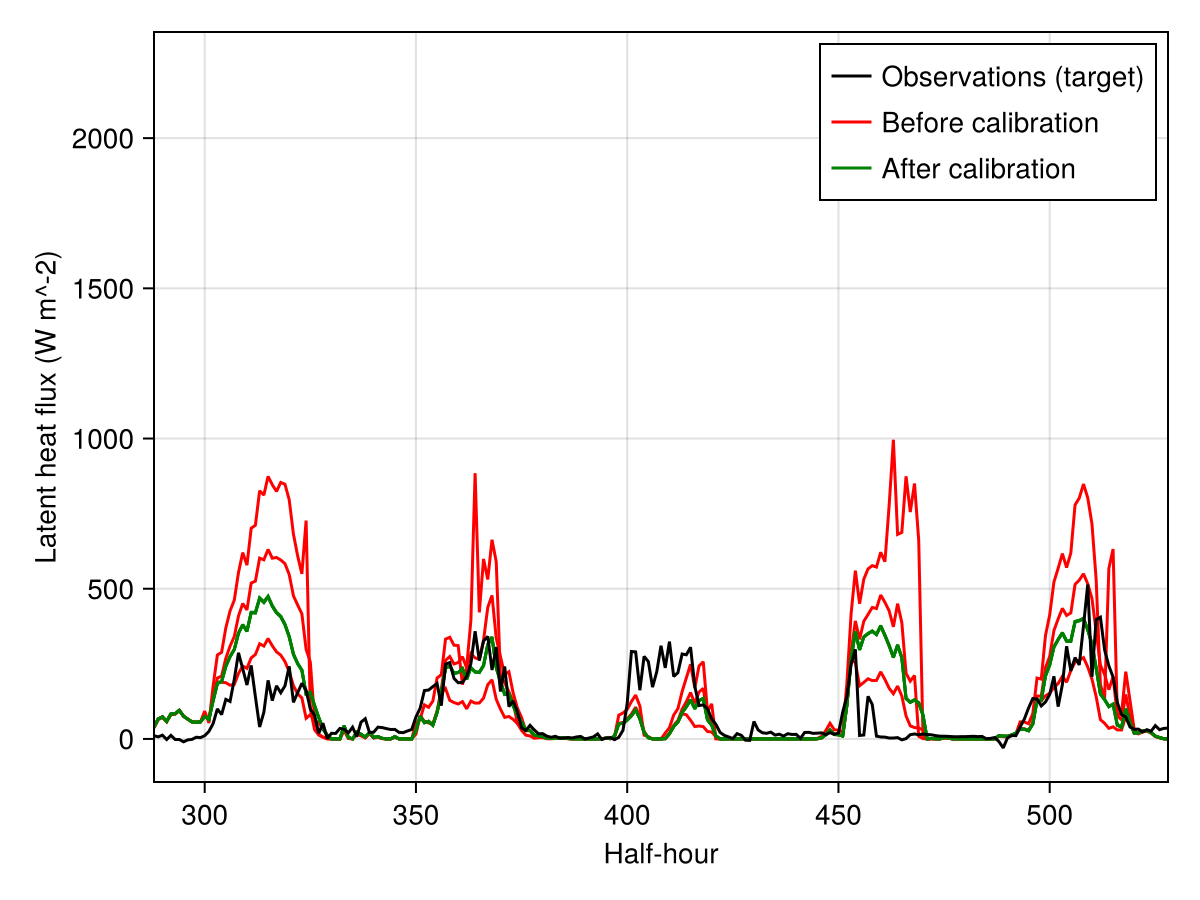 Observations (target)
Before calibration
After calibration
2000
1500
1000
500
0
Latent heat flux (W m^-2)
300
350
400
450
500
Half-hour